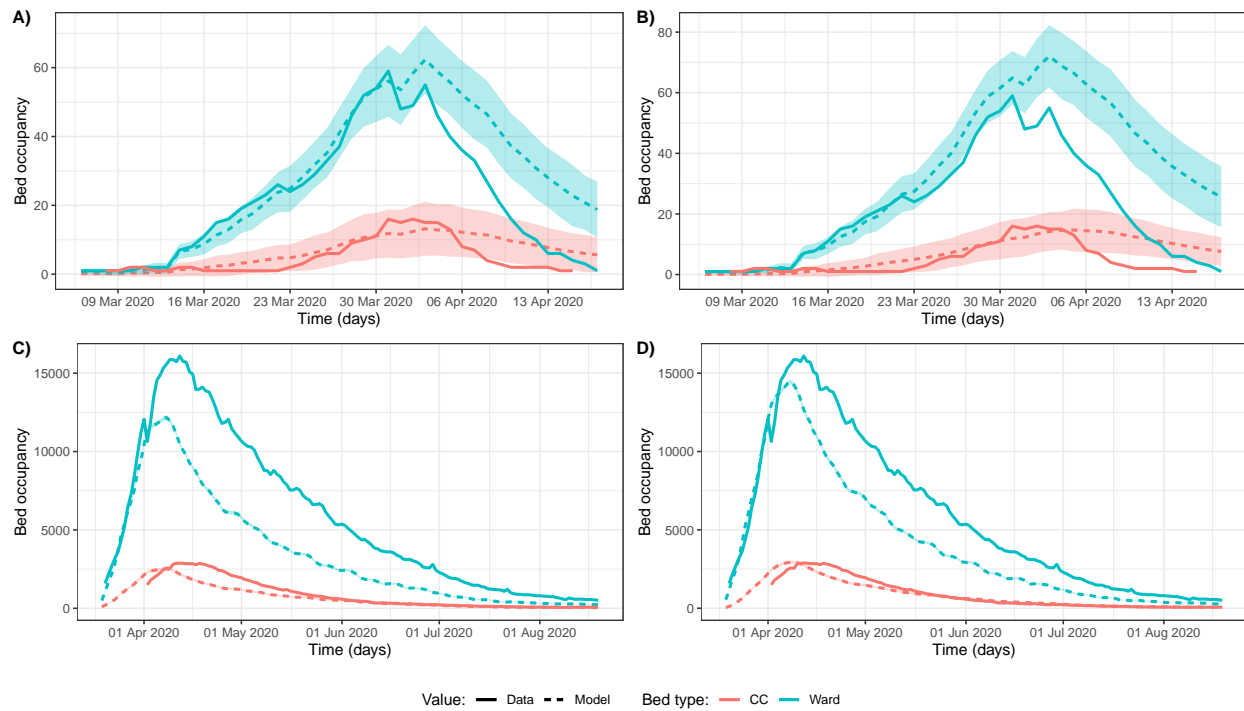 A)
Bed occupancy
60
40
20
0
09 Mar 2020 16 Mar 2020 23 Mar 2020 30 Mar 2020 06 Apr 2020 13 Apr 2020
Time (days)
B)
Bed occupancy
80
60
40
20
0
09 Mar 2020 16 Mar 2020 23 Mar 2020 30 Mar 2020 06 Apr 2020 13 Apr 2020
Time (days)
C)
Bed occupancy
15000
10000
5000
0
01 Apr 2020 01 May 2020 01 Jun 2020 01 Jul 2020 01 Aug 2020
Time (days)
D)
Bed occupancy
15000
10000
5000
0
01 Apr 2020 01 May 2020 01 Jun 2020 01 Jul 2020 01 Aug 2020
Time (days)
Value: Data Model Bed type: CC Ward